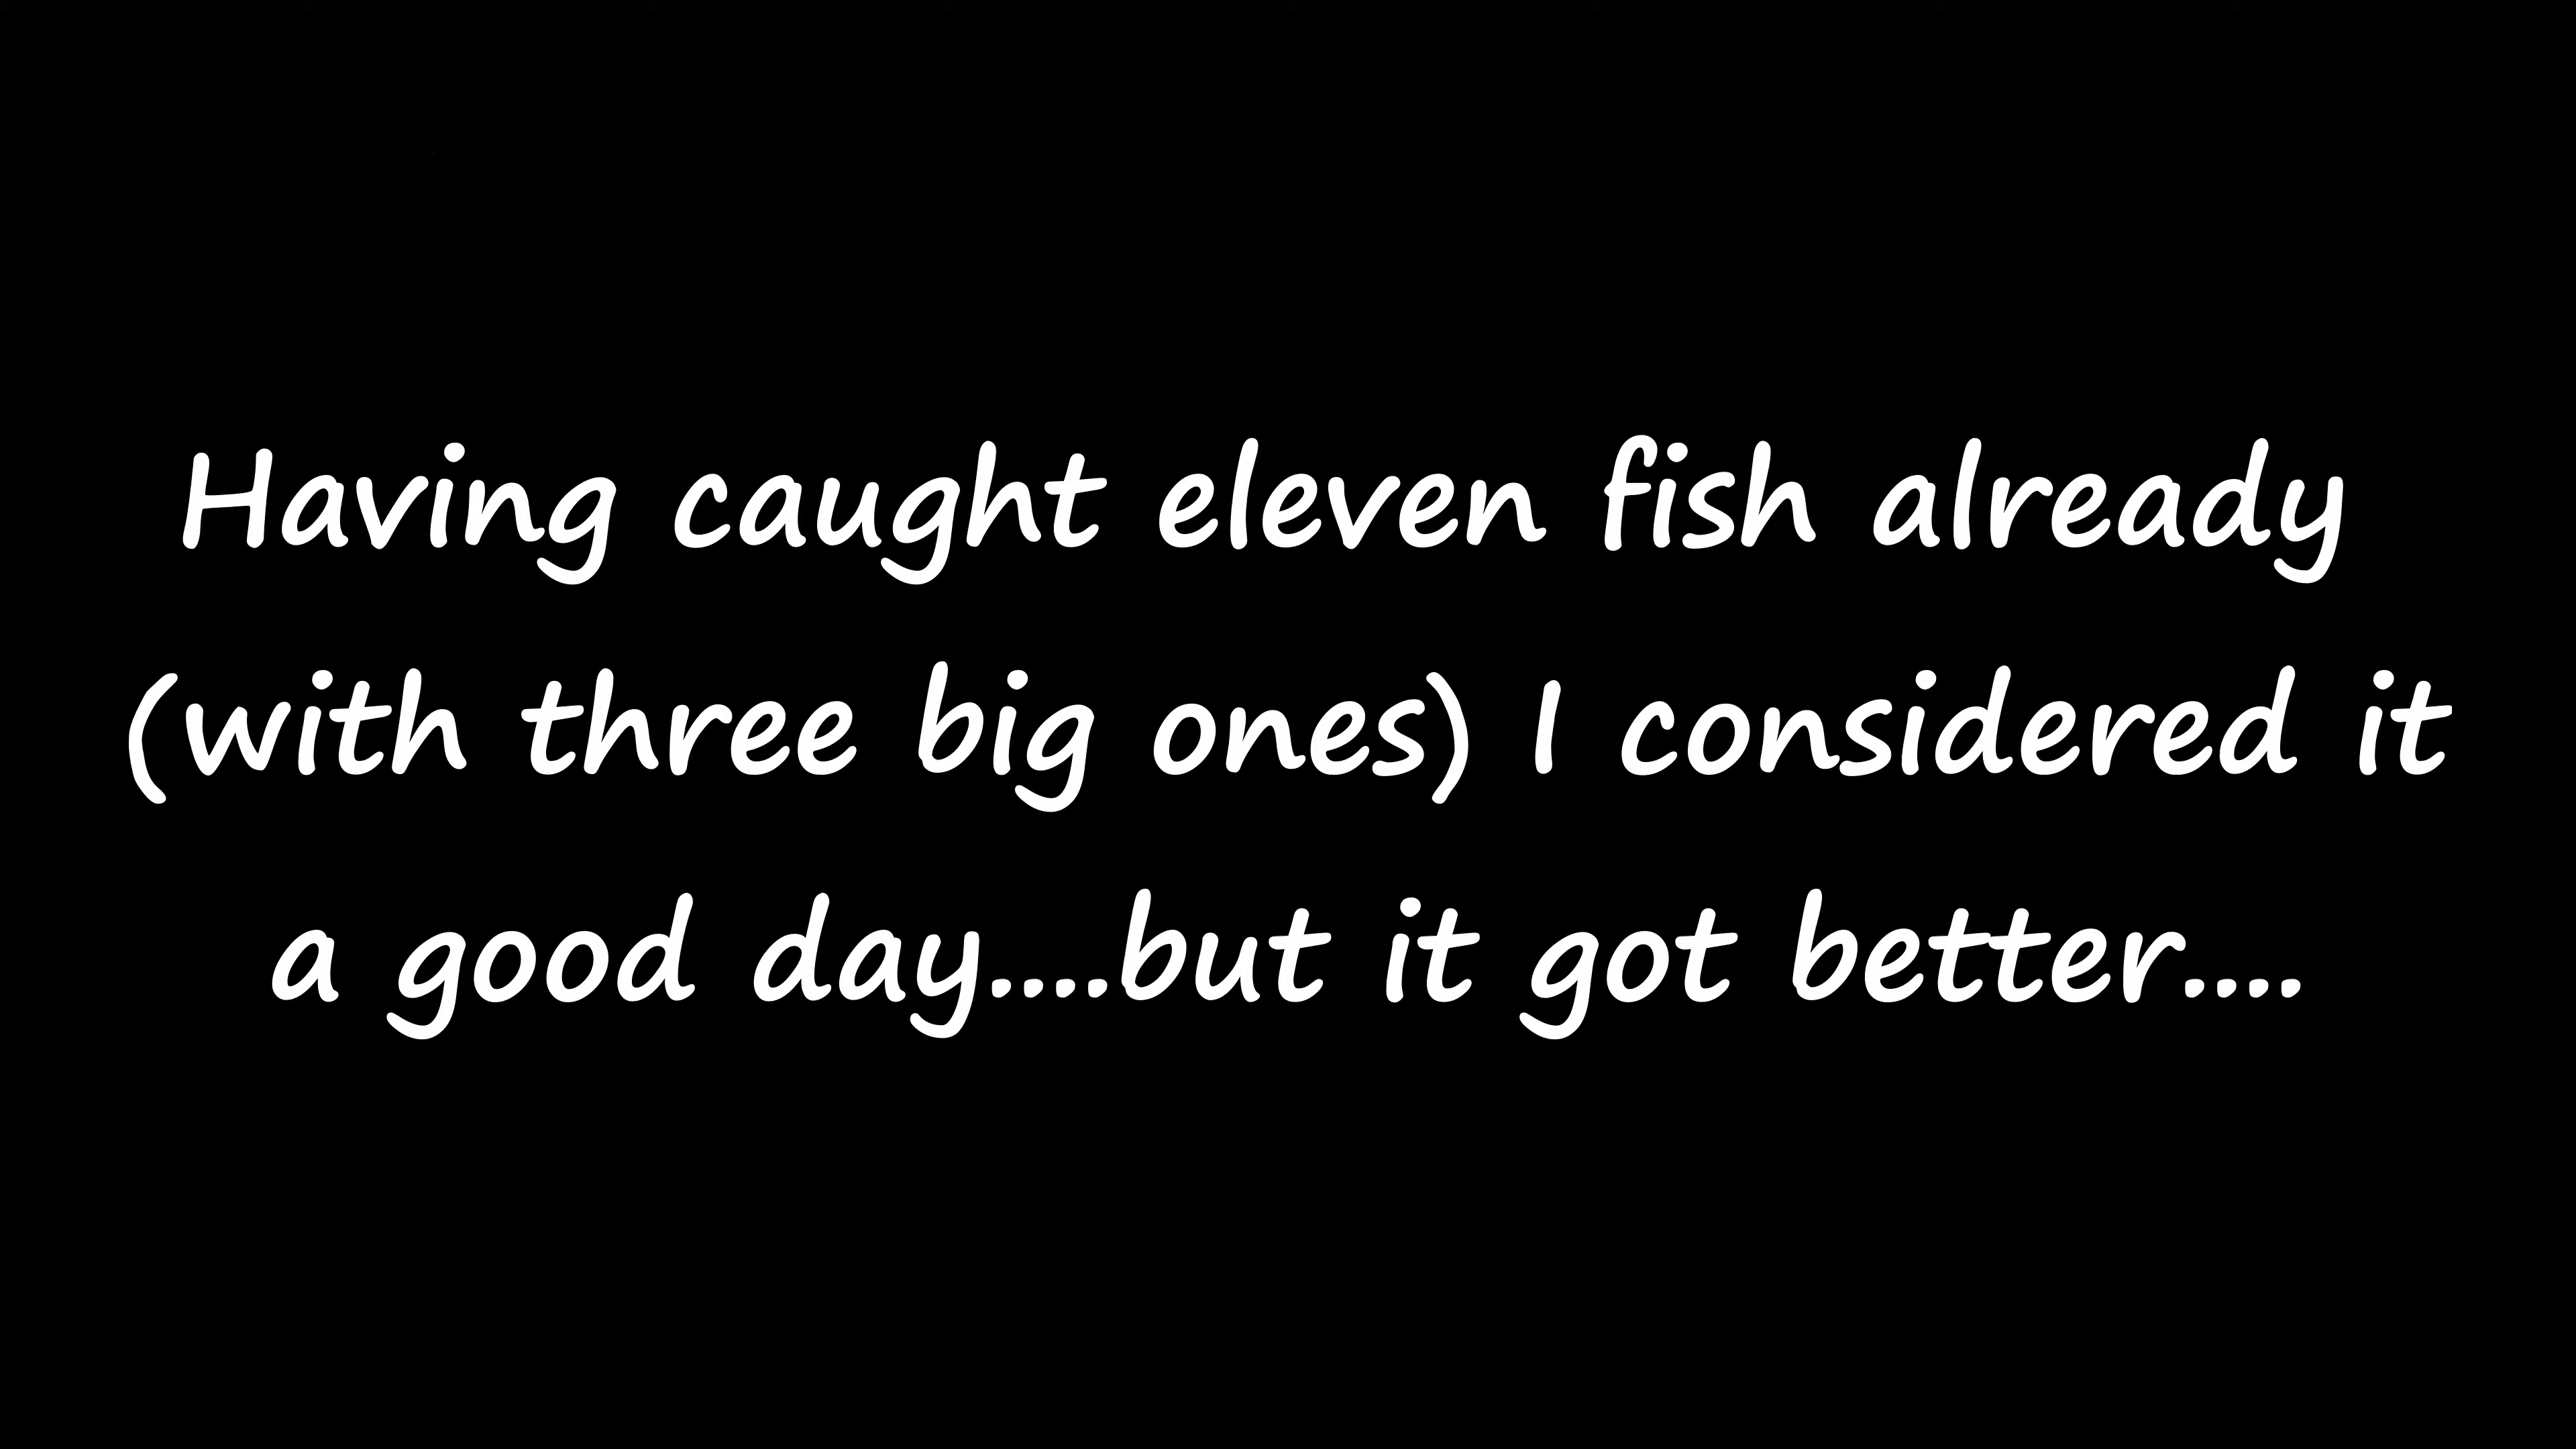 Having caught eleven fish already
(with three big ones) I considered it
a good day....but it got better....